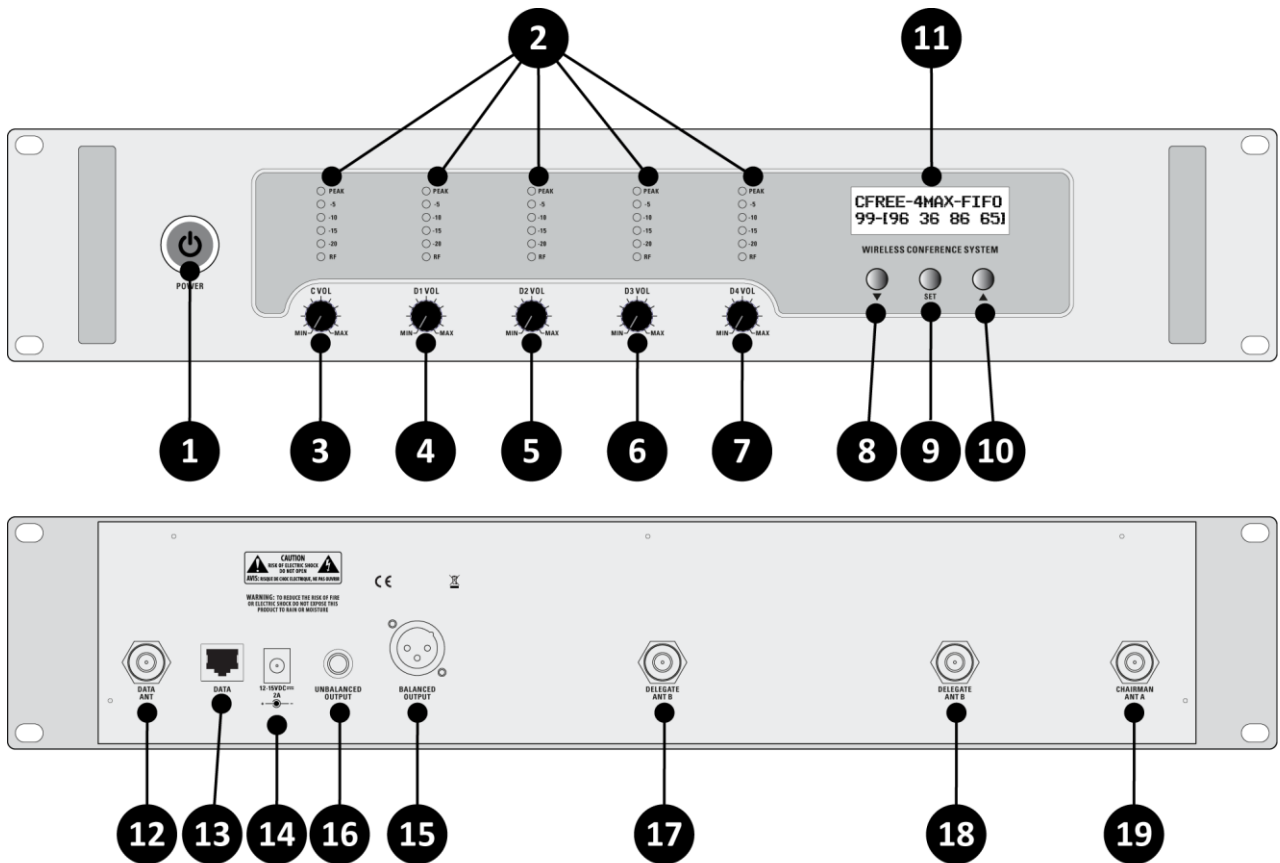 2
11
PEAK PEAK PEAK PEAK PEAK
-5 -5 -5 -5 -5
-10 -10 -10 -10 -10
-15 -15 -15 -15 -15
-20 -20 -20 -20 -20
RF RF RF RF RF
CFREE-4MAX-FIFO
99-[96 36 86 65]
WIRELESS CONFERENCE SYSTEM
POWER
C VOL D1 VOL D2 VOL D3 VOL D4 VOL
MIN MAX MIN MAX MIN MAX MIN MAX MIN MAX
▼ SET ▲
1 3 4 5 6 7 8 9 10
CAUTION
RISK OF ELECTRIC SHOCK
DO NOT OPEN
AVIS: RISQUE DE CHOC ELECTRIQUE, NE PAS OUVRIR
CE
WARNING: TO REDUCE THE RISK OF FIRE
OR ELECTRIC SHOCK DO NOT EXPOSE THIS
PRODUCT TO RAIN OR MOISTURE
DATA
ANT
DATA
12-15VDC
2A
UNBALANCED
OUTPUT
BALANCED
OUTPUT
DELEGATE
ANT B
DELEGATE
ANT B
CHAIRMAN
ANT A
12 13 14 16 15 17 18 19